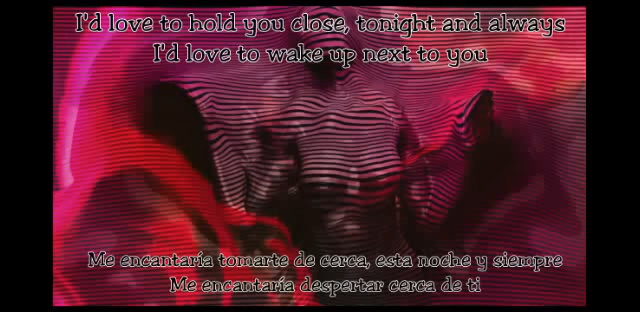 I'd love to hold you close, tonight and always
I'd love to wake up next to you
Me encantaría tomarte de cerca, esta noche y siempre
Me encantaría despertar cerca de ti